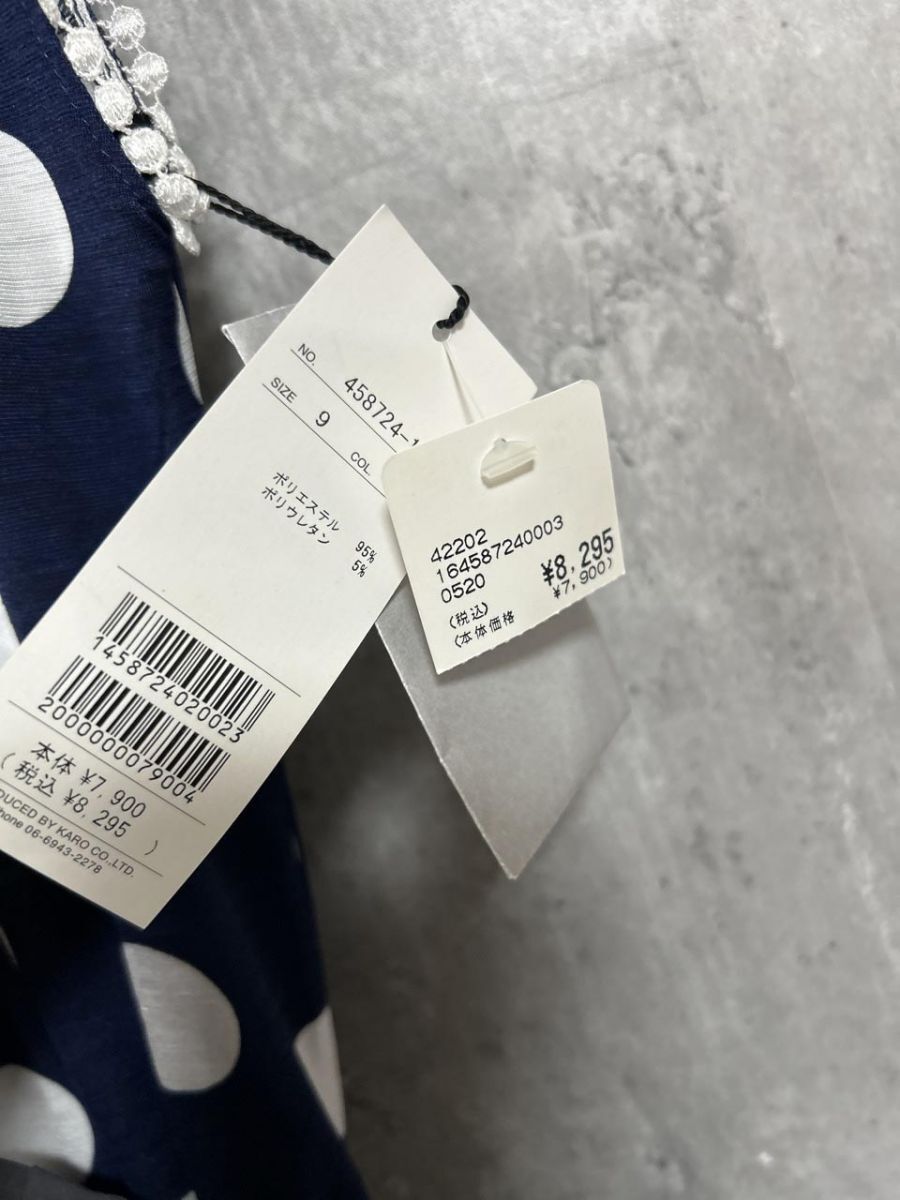 NO. 458724-1
SIZE 9 COL.
ポリエステル 95%
ポリウレタン 5%
1458724020023
2000000079004
本体 ¥7,900
(税込 ¥8,295)
DUCED BY KARO CO.,LTD.
hone 06-6943-2278
42202
164587240003
0520 ¥8,295
(税込) ¥7,900)
(本体価格